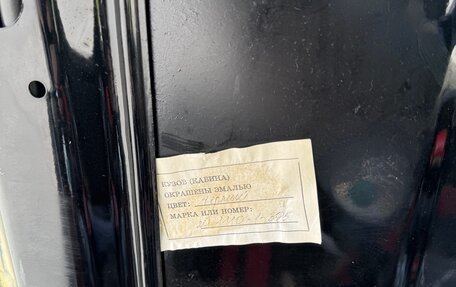 КУЗОВ (КАБИНА)
ОКРАШЕНЫ ЭМАЛЬЮ
ЦВЕТ:
МАРКА ИЛИ НОМЕР: